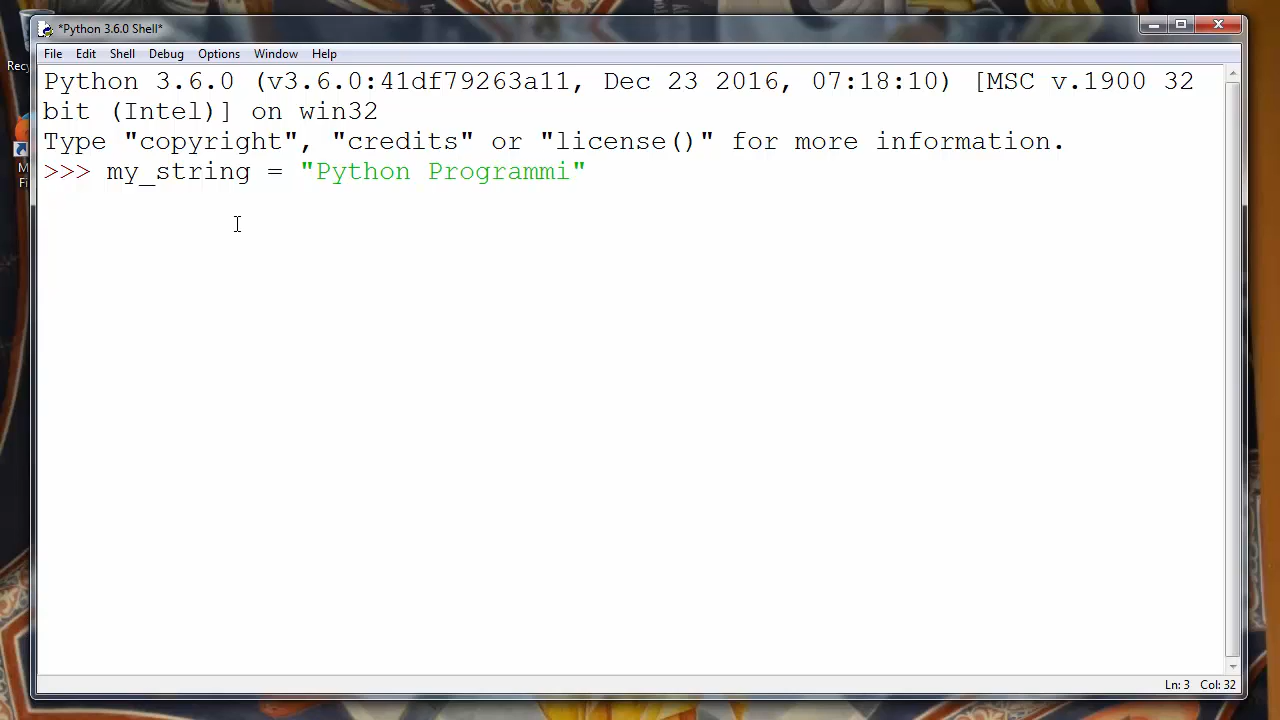 *Python 3.6.0 Shell*
File Edit Shell Debug Options Window Help
Python 3.6.0 (v3.6.0:41df79263a11, Dec 23 2016, 07:18:10) [MSC v.1900 32
bit (Intel)] on win32
Type "copyright", "credits" or "license()" for more information.
>>> my_string = "Python Programmi"
Recy
M
Fi
Ln: 3 Col: 32